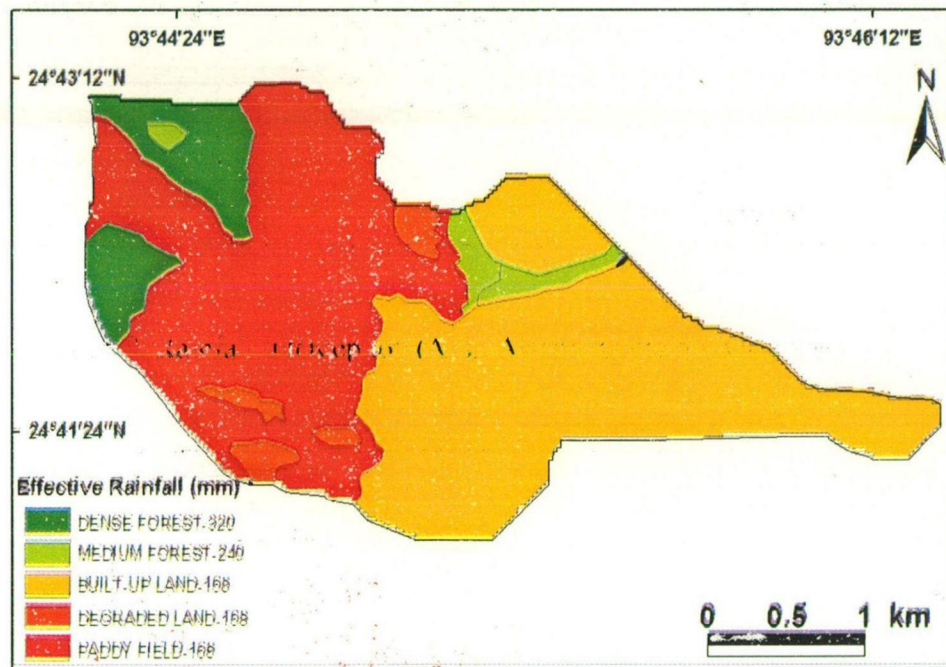 93°44'24"E 93°46'12"E
24°43'12"N
N
24°41'24"N
Effective Rainfall (mm)
DENSE FOREST-320
MEDIUM FOREST-240
BUILT-UP LAND-168
DEGRADED LAND-168
PADDY FIELD-168
0 0.5 1 km